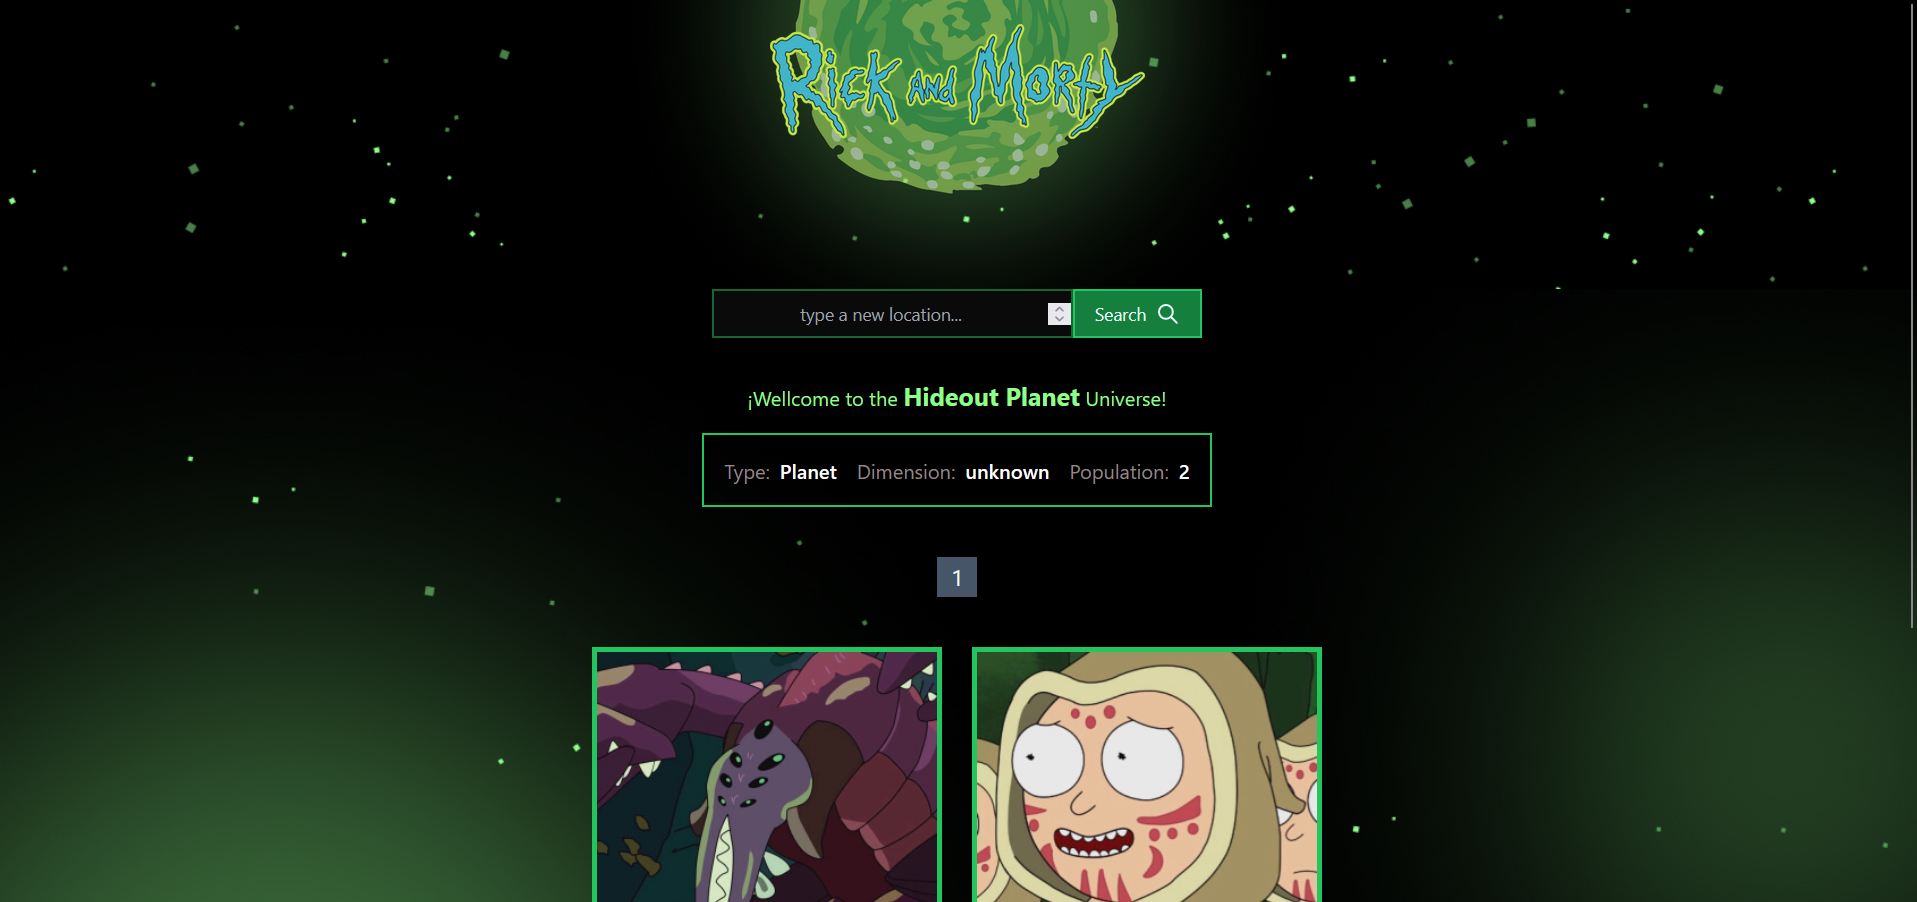 Rick and Morty
type a new location...
Search
¡Wellcome to the Hideout Planet Universe!
Type: Planet Dimension: unknown Population: 2
1